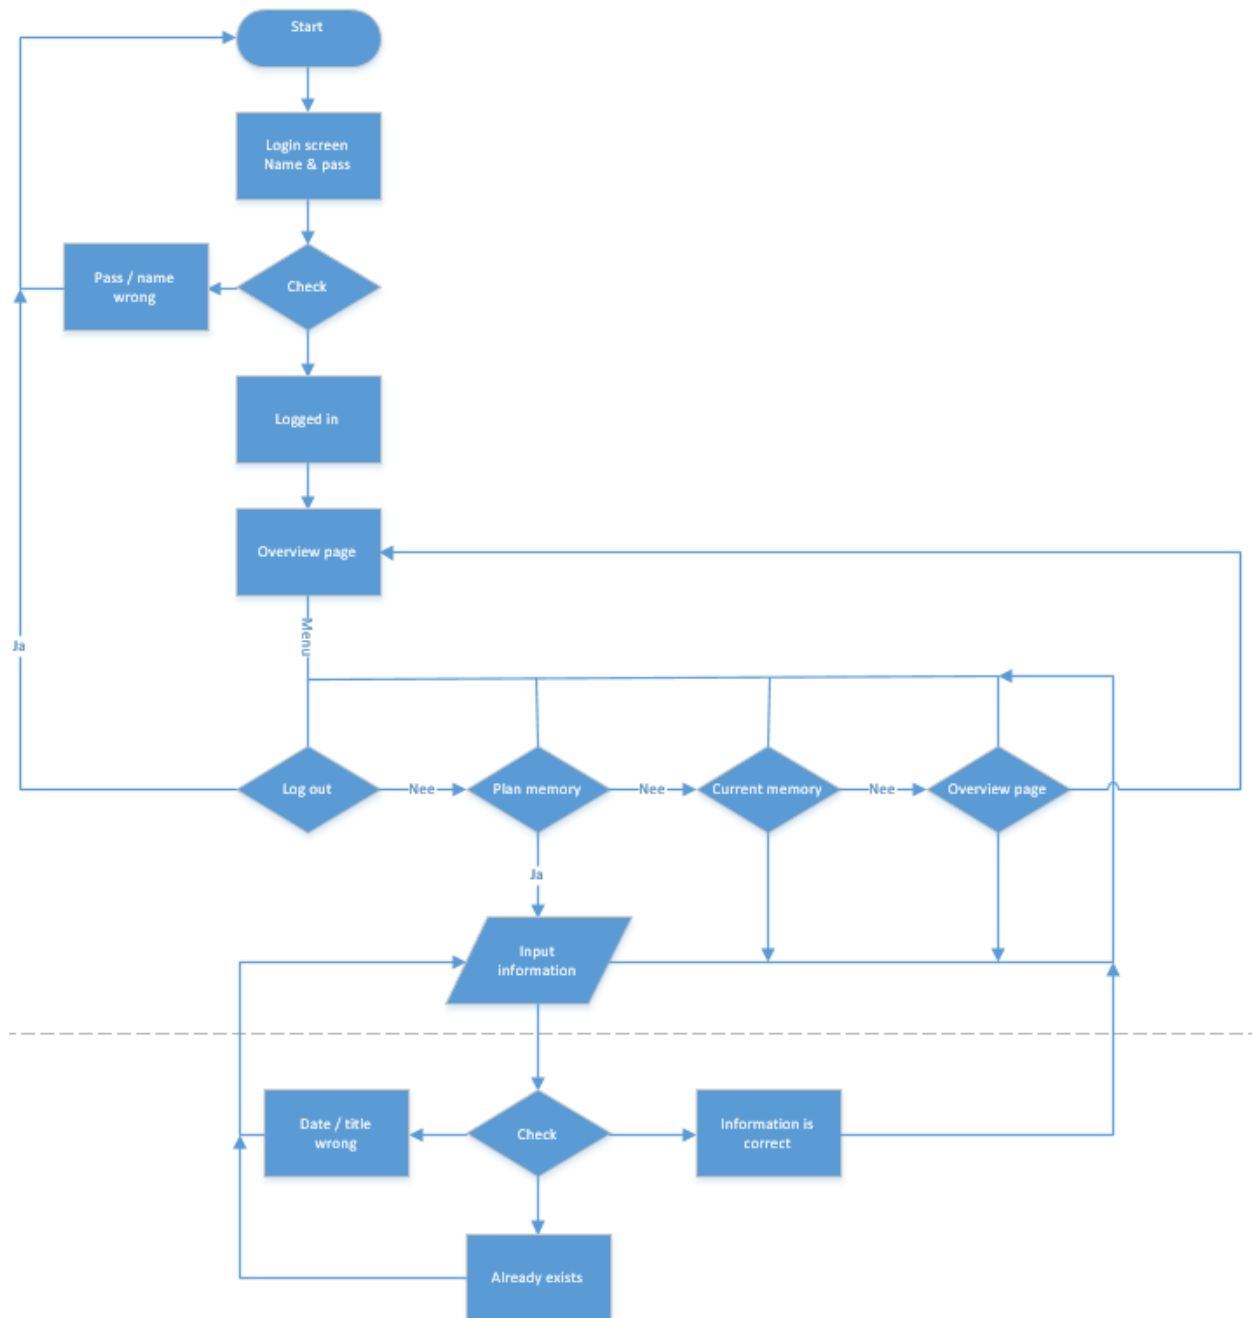 Start
Login screen
Name & pass
Pass / name
wrong
Check
Logged in
Overview page
Menu
Ja
Log out
Nee
Plan memory
Nee
Current memory
Nee
Overview page
Ja
Input
information
Date / title
wrong
Check
Information is
correct
Already exists